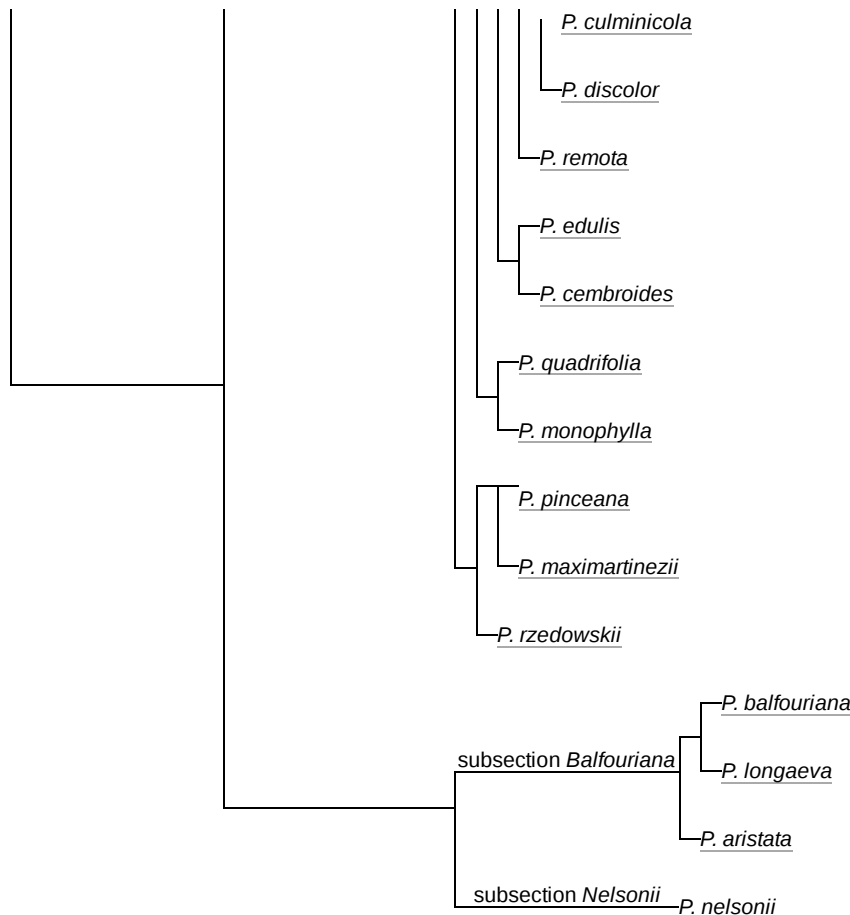 P. culminicola
P. discolor
P. remota
P. edulis
P. cembroides
P. quadrifolia
P. monophylla
P. pinceana
P. maximartinezii
P. rzedowskii
P. balfouriana
subsection Balfouriana
P. longaeva
P. aristata
subsection Nelsonii
P. nelsonii